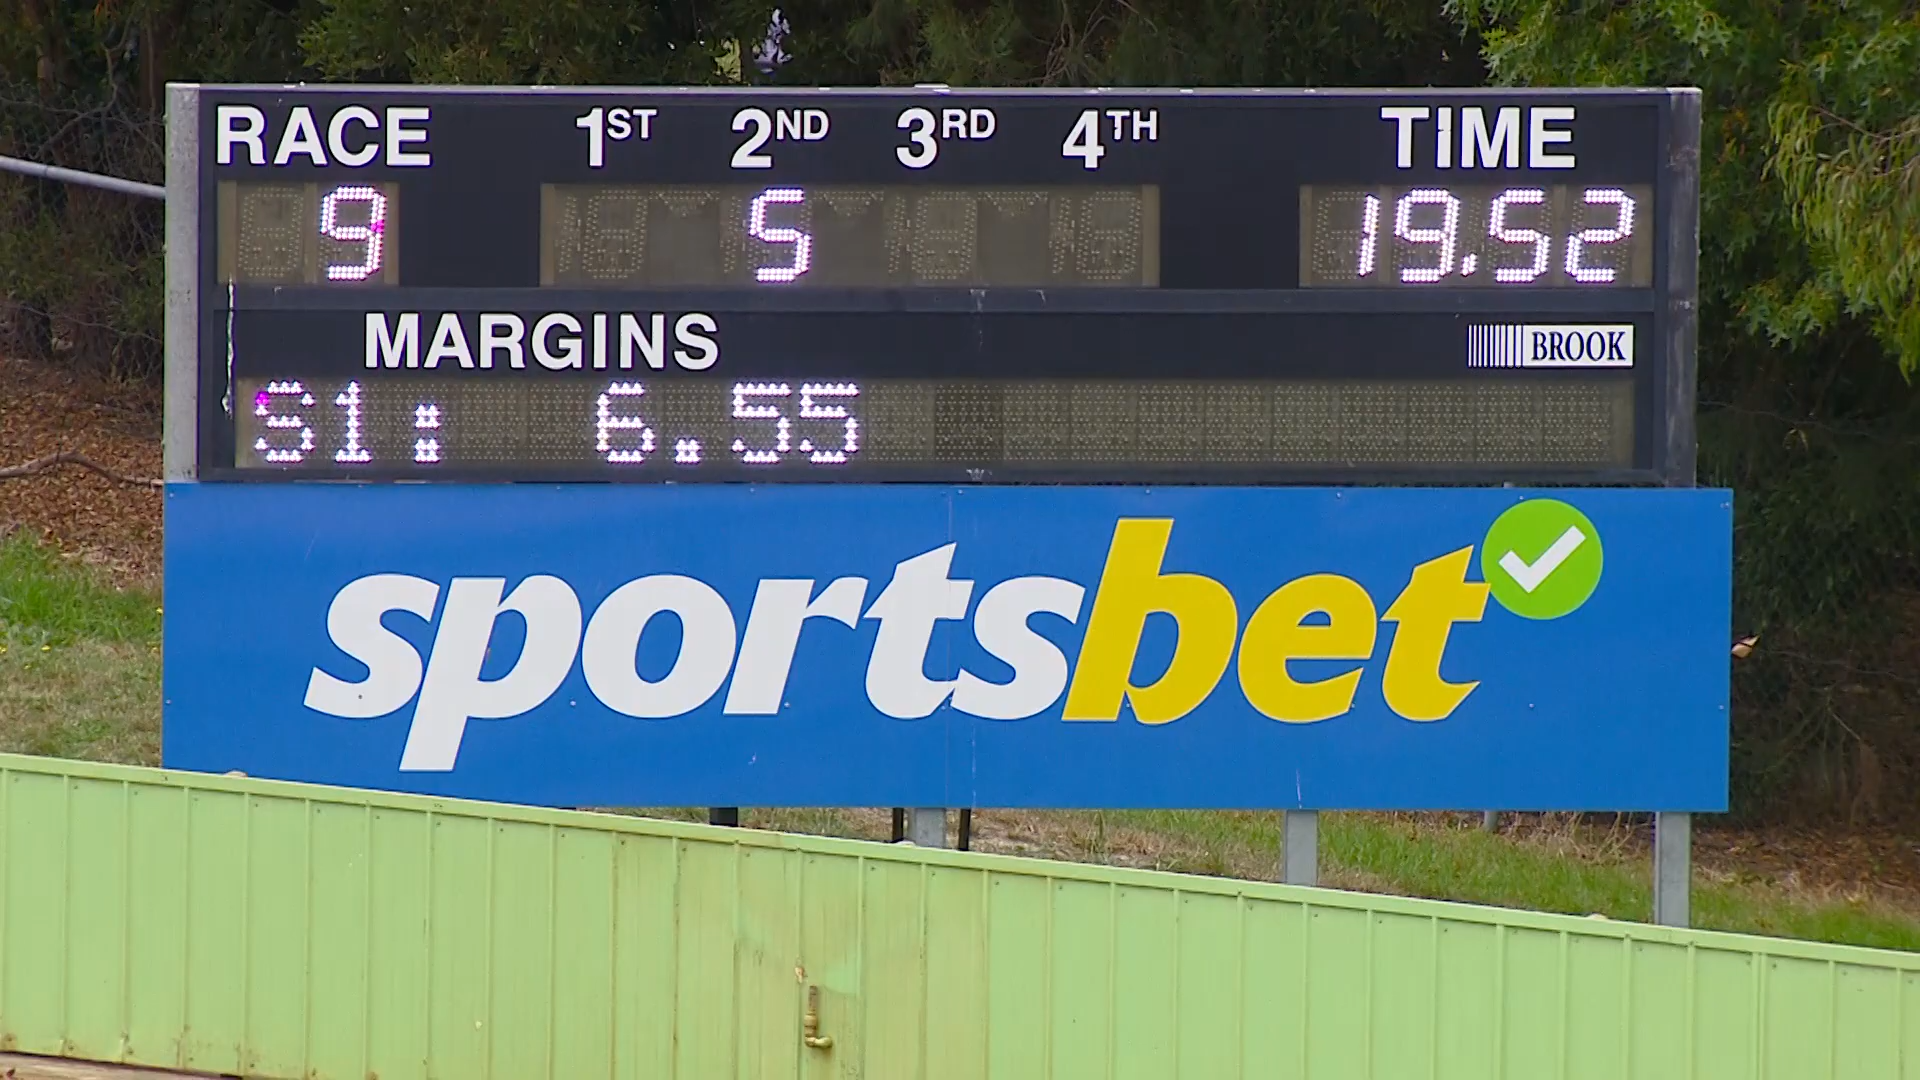 RACE 1ST 2ND 3RD 4TH TIME
9 5 19.52
MARGINS BROOK
S1: 6.55
sportsbet